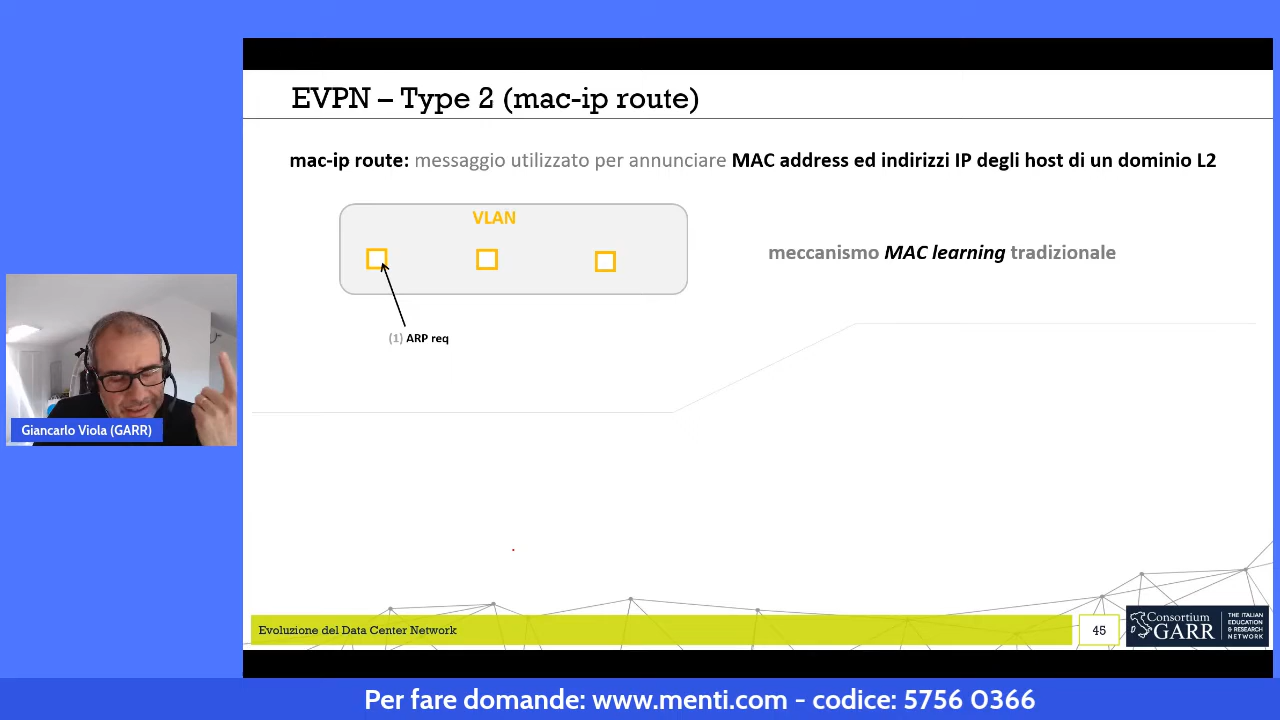 EVPN – Type 2 (mac-ip route)
mac-ip route: messaggio utilizzato per annunciare MAC address ed indirizzi IP degli host di un dominio L2
VLAN
meccanismo MAC learning tradizionale
(1) ARP req
Giancarlo Viola (GARR)
Evoluzione del Data Center Network
45
Consortium
GARR
THE ITALIAN
EDUCATION
& RESEARCH
NETWORK
Per fare domande: www.menti.com - codice: 5756 0366